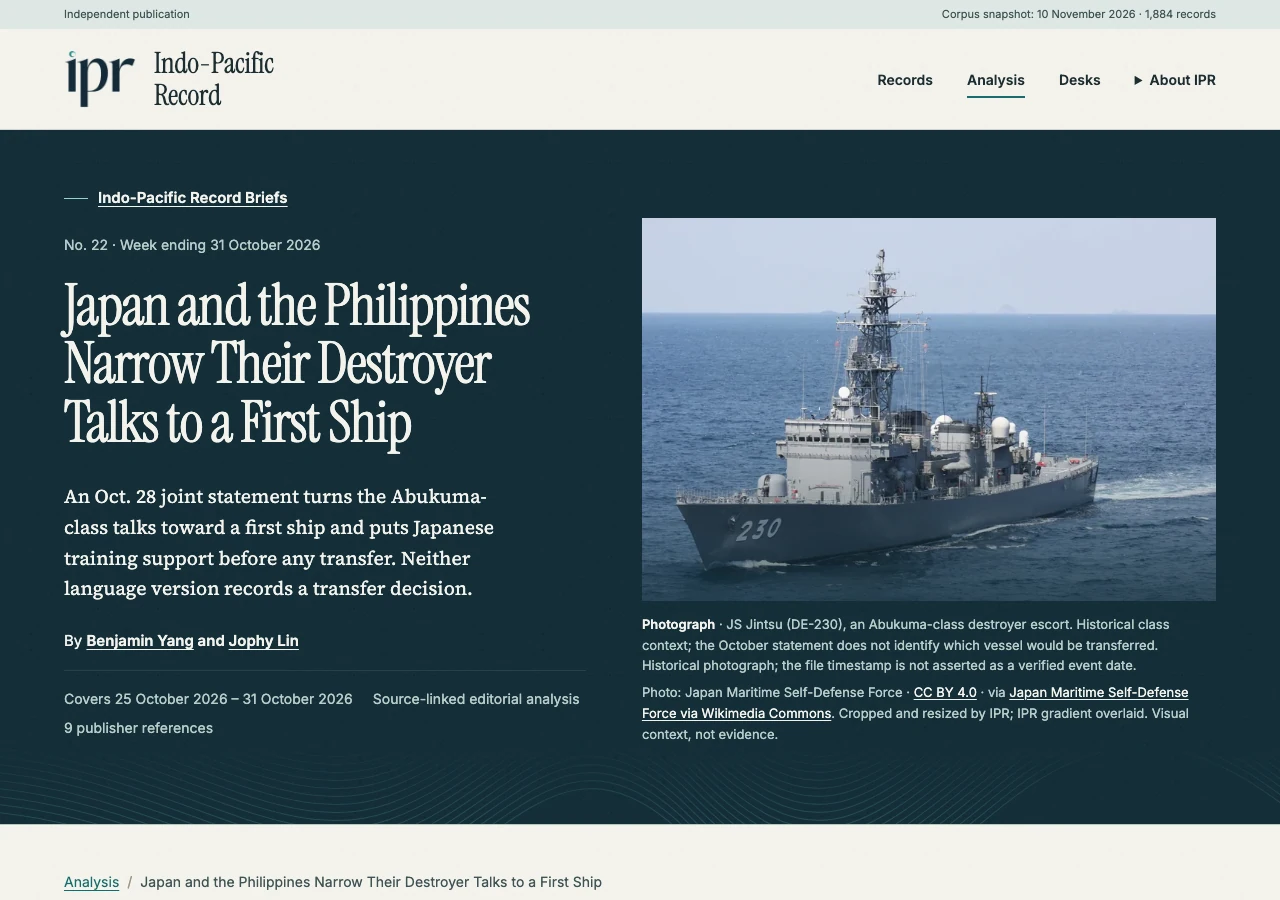 Independent publication
Corpus snapshot: 10 November 2026 · 1,884 records
ipr
Indo-Pacific
Record
Records
Analysis
Desks
▶ About IPR
Indo-Pacific Record Briefs
No. 22 · Week ending 31 October 2026
Japan and the Philippines
Narrow Their Destroyer
Talks to a First Ship
An Oct. 28 joint statement turns the Abukuma-
class talks toward a first ship and puts Japanese
training support before any transfer. Neither
language version records a transfer decision.
By Benjamin Yang and Jophy Lin
Covers 25 October 2026 – 31 October 2026
Source-linked editorial analysis
9 publisher references
230
Photograph · JS Jintsu (DE-230), an Abukuma-class destroyer escort. Historical class
context; the October statement does not identify which vessel would be transferred.
Historical photograph; the file timestamp is not asserted as a verified event date.
Photo: Japan Maritime Self-Defense Force · CC BY 4.0 · via Japan Maritime Self-Defense
Force via Wikimedia Commons. Cropped and resized by IPR; IPR gradient overlaid. Visual
context, not evidence.
Analysis / Japan and the Philippines Narrow Their Destroyer Talks to a First Ship